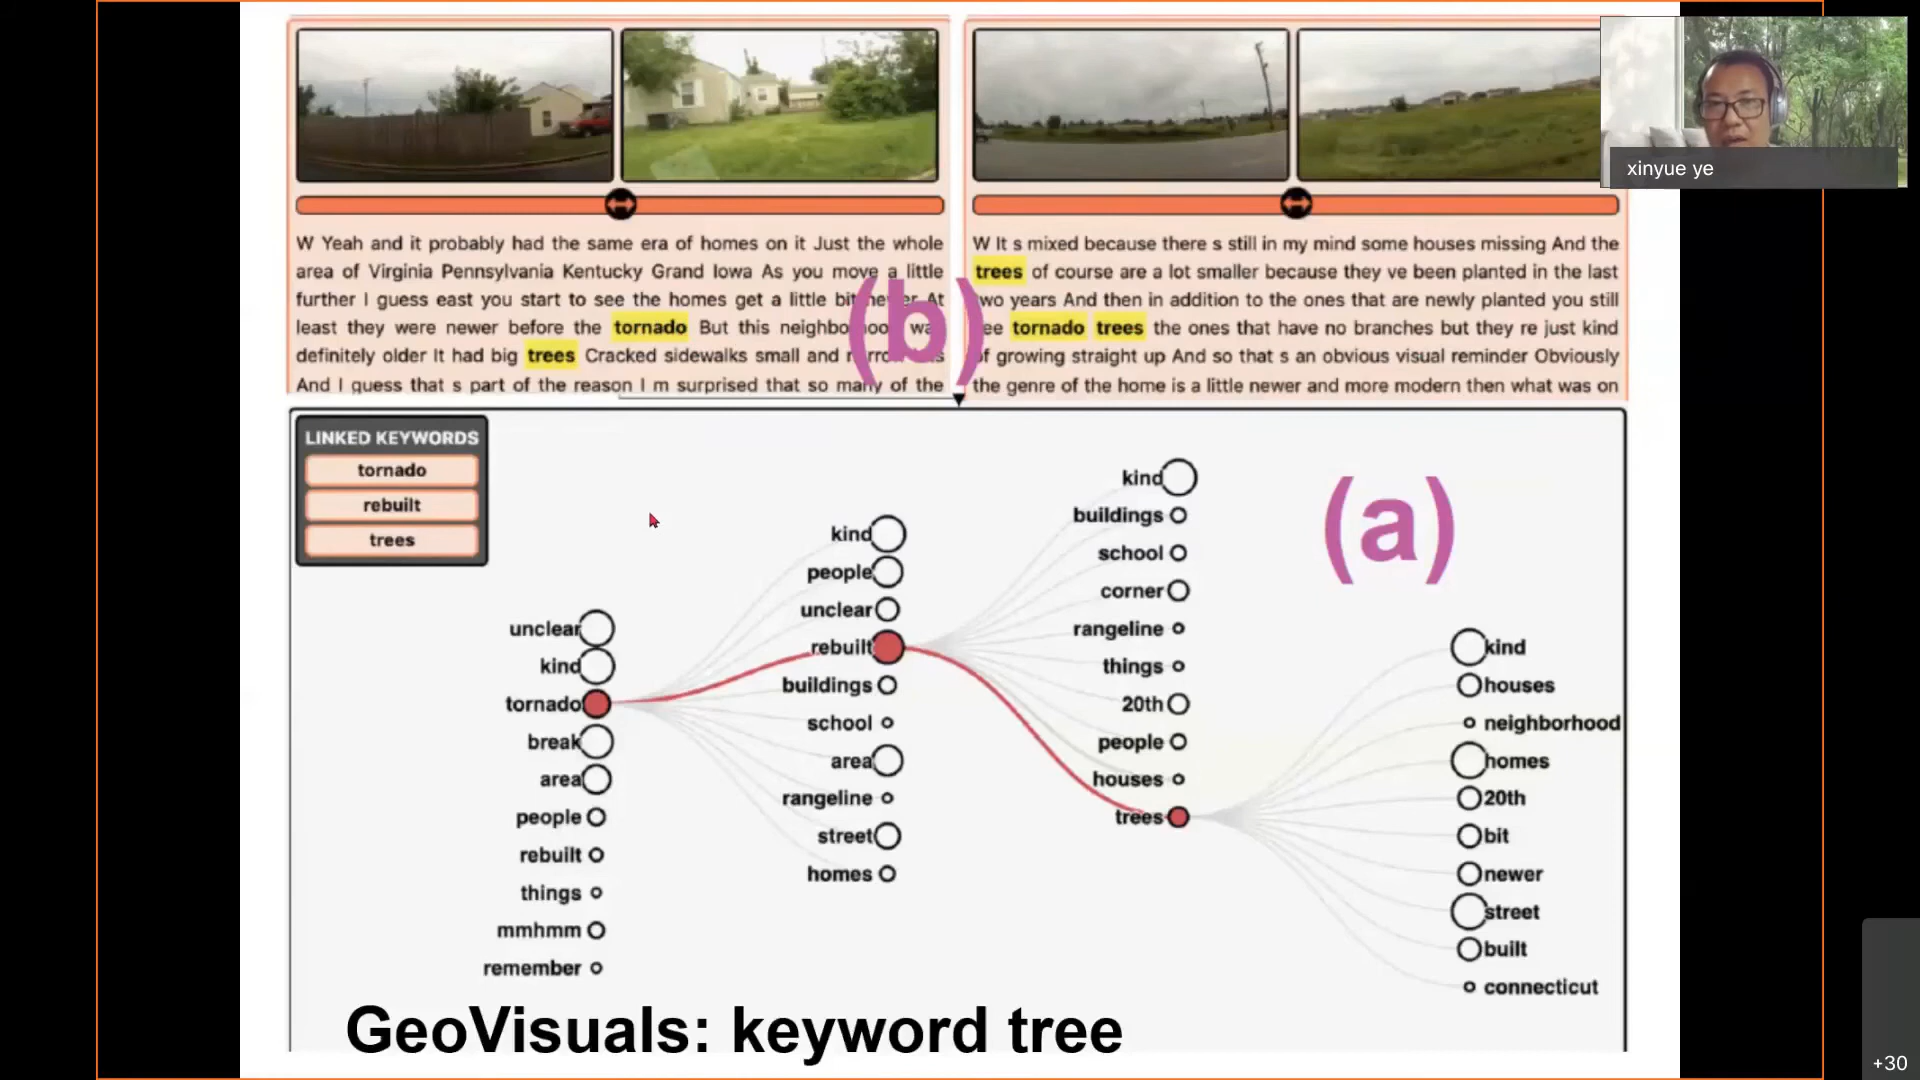 xinyue ye
W Yeah and it probably had the same era of homes on it Just the whole
area of Virginia Pennsylvania Kentucky Grand Iowa As you move a little
further I guess east you start to see the homes get a little bit newer At
least they were newer before the tornado But this neighborhood was
definitely older It had big trees Cracked sidewalks small and
And I guess that s part of the reason I m surprised that so many of the
W It s mixed because there s still in my mind some houses missing And the
trees of course are a lot smaller because they ve been planted in the last
two years And then in addition to the ones that are newly planted you still
see tornado trees the ones that have no branches but they re just kind
of growing straight up And so that s an obvious visual reminder Obviously
the genre of the home is a little newer and more modern then what was on
(b)
LINKED KEYWORDS
tornado
rebuilt
trees
(a)
unclear
kind
tornado
break
area
people
rebuilt
things
mmhmm
remember
kind
people
unclear
rebuilt
buildings
school
area
rangeline
street
homes
kind
buildings
school
corner
rangeline
things
20th
people
houses
trees
kind
houses
neighborhood
homes
20th
bit
newer
street
built
connecticut
GeoVisuals: keyword tree
+30